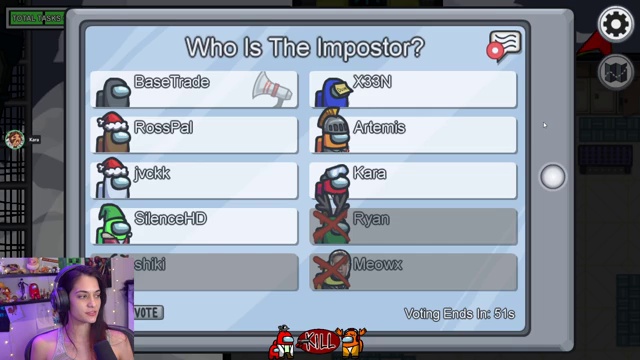 TOTAL TASKS
Who Is The Impostor?
BaseTrade
X33N
RossPal
Artemis
Kara
jvckk
Kara
SilenceHD
Ryan
shiki
Meowx
VOTE
Voting Ends In: 51s
KILL